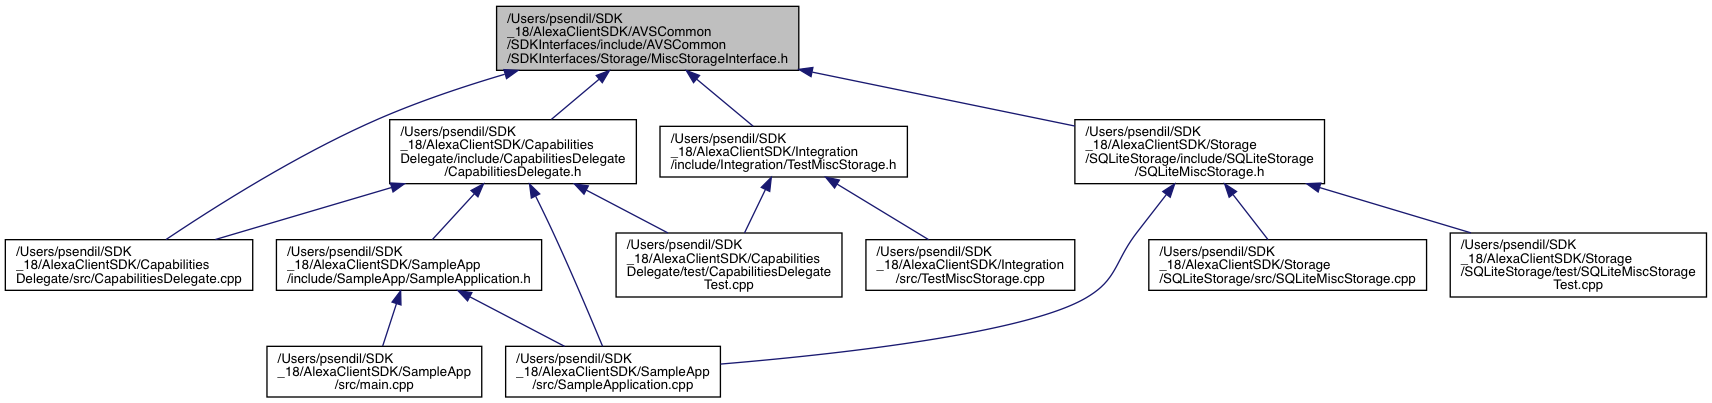 /Users/psendil/SDK
_18/AlexaClientSDK/AVSCommon
/SDKInterfaces/include/AVSCommon
/SDKInterfaces/Storage/MiscStorageInterface.h
/Users/psendil/SDK
_18/AlexaClientSDK/Capabilities
Delegate/include/CapabilitiesDelegate
/CapabilitiesDelegate.h
/Users/psendil/SDK
_18/AlexaClientSDK/Integration
/include/Integration/TestMiscStorage.h
/Users/psendil/SDK
_18/AlexaClientSDK/Storage
/SQLiteStorage/include/SQLiteStorage
/SQLiteMiscStorage.h
/Users/psendil/SDK
_18/AlexaClientSDK/Capabilities
Delegate/src/CapabilitiesDelegate.cpp
/Users/psendil/SDK
_18/AlexaClientSDK/SampleApp
/include/SampleApp/SampleApplication.h
/Users/psendil/SDK
_18/AlexaClientSDK/Capabilities
Delegate/test/CapabilitiesDelegate
Test.cpp
/Users/psendil/SDK
_18/AlexaClientSDK/Integration
/src/TestMiscStorage.cpp
/Users/psendil/SDK
_18/AlexaClientSDK/Storage
/SQLiteStorage/src/SQLiteMiscStorage.cpp
/Users/psendil/SDK
_18/AlexaClientSDK/Storage
/SQLiteStorage/test/SQLiteMiscStorage
Test.cpp
/Users/psendil/SDK
_18/AlexaClientSDK/SampleApp
/src/main.cpp
/Users/psendil/SDK
_18/AlexaClientSDK/SampleApp
/src/SampleApplication.cpp